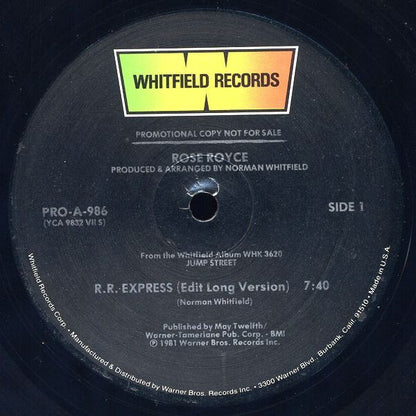 WHITFIELD RECORDS
PROMOTIONAL COPY NOT FOR SALE
ROSE ROYCE
PRODUCED & ARRANGED BY NORMAN WHITFIELD
PRO-A-986
(YCA 9832 VII S)
SIDE 1
From the Whitfield Album WHK 3620
JUMP STREET
R.R. EXPRESS (Edit Long Version) 7:40
(Norman Whitfield)
Published by May Twelfth/
Warner-Tamerlane Pub. Corp. - BMI
℗ 1981 Warner Bros. Records Inc.
Whitfield Records Corp. • Manufactured & Distributed by Warner Bros. Records Inc. • 3300 Warner Blvd., Burbank, Calif. 91510 • Made in U.S.A.